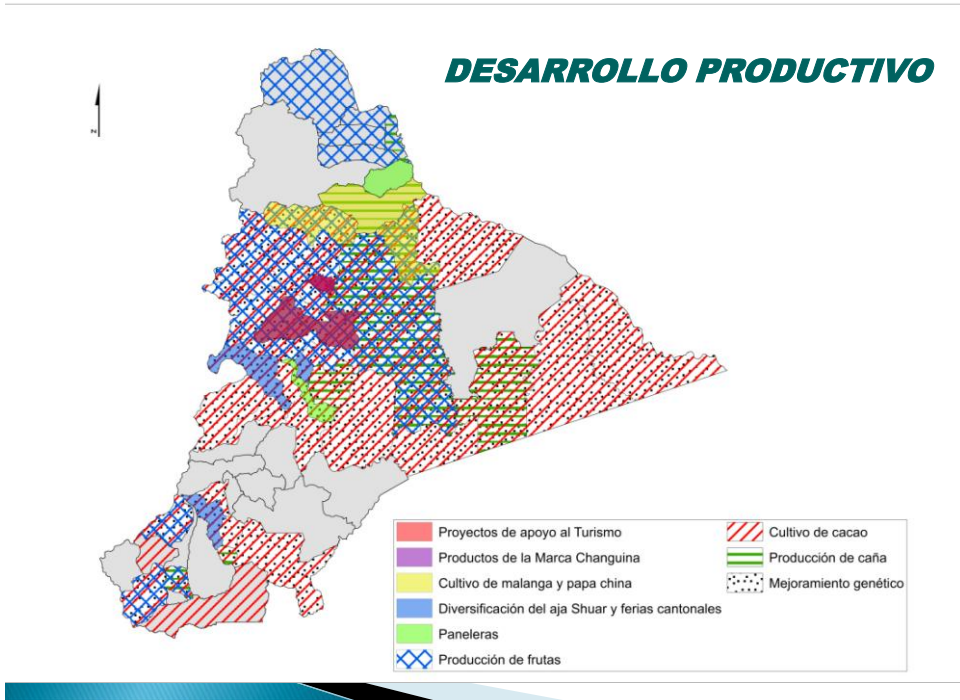 DESARROLLO PRODUCTIVO
N
Proyectos de apoyo al Turismo
Productos de la Marca Changuina
Cultivo de malanga y papa china
Diversificación del aja Shuar y ferias cantonales
Paneleras
Producción de frutas
Cultivo de cacao
Producción de caña
Mejoramiento genético